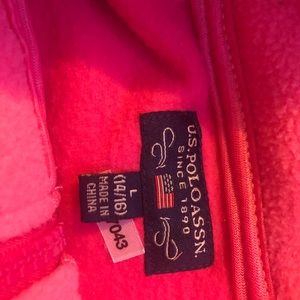 U.S. POLO ASSN
SINCE 1890
L
(14/16)
MADE IN
CHINA
043